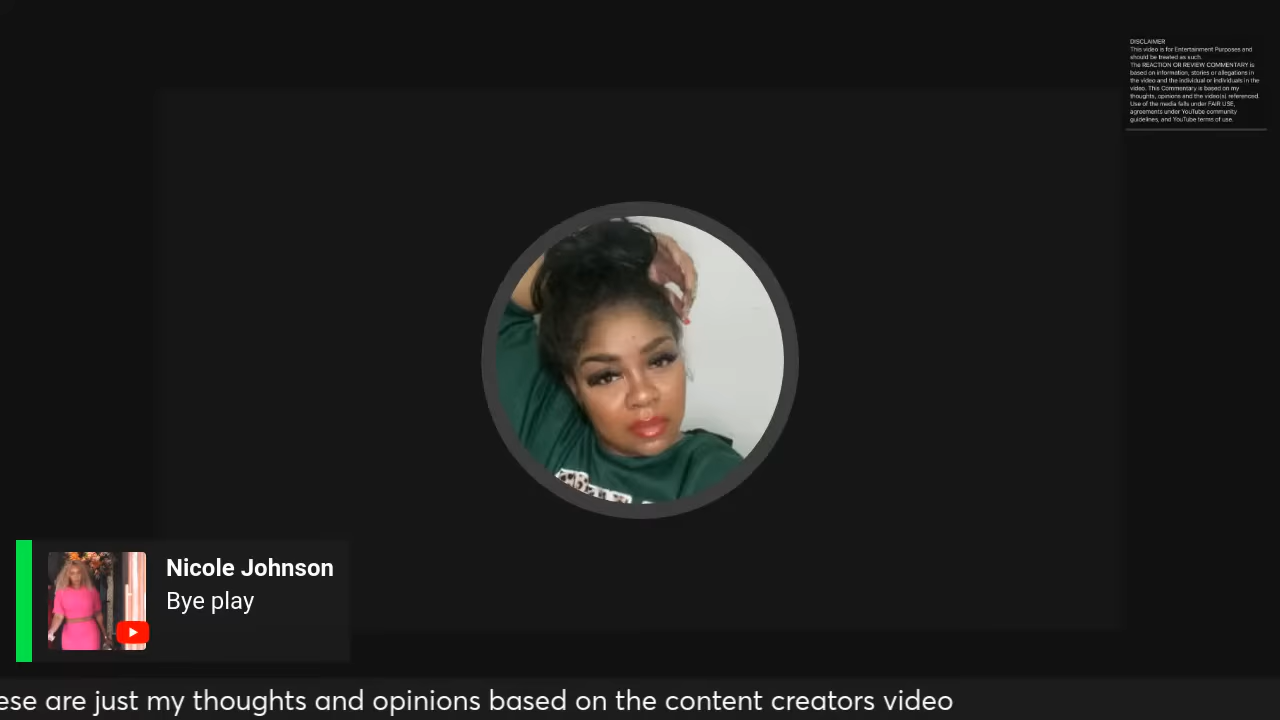 DISCLAIMER
This video is for Entertainment Purposes and
should be treated as such.
The REACTION OR REVIEW COMMENTARY is
based on information, stories or allegations in
the video and the individual or individuals in the
video. This Commentary is based on my
thoughts, opinions and the video(s) referenced.
Use of the media falls under FAIR USE,
agreements under YouTube community
guidelines, and YouTube terms of use.
Nicole Johnson
Bye play
ese are just my thoughts and opinions based on the content creators video